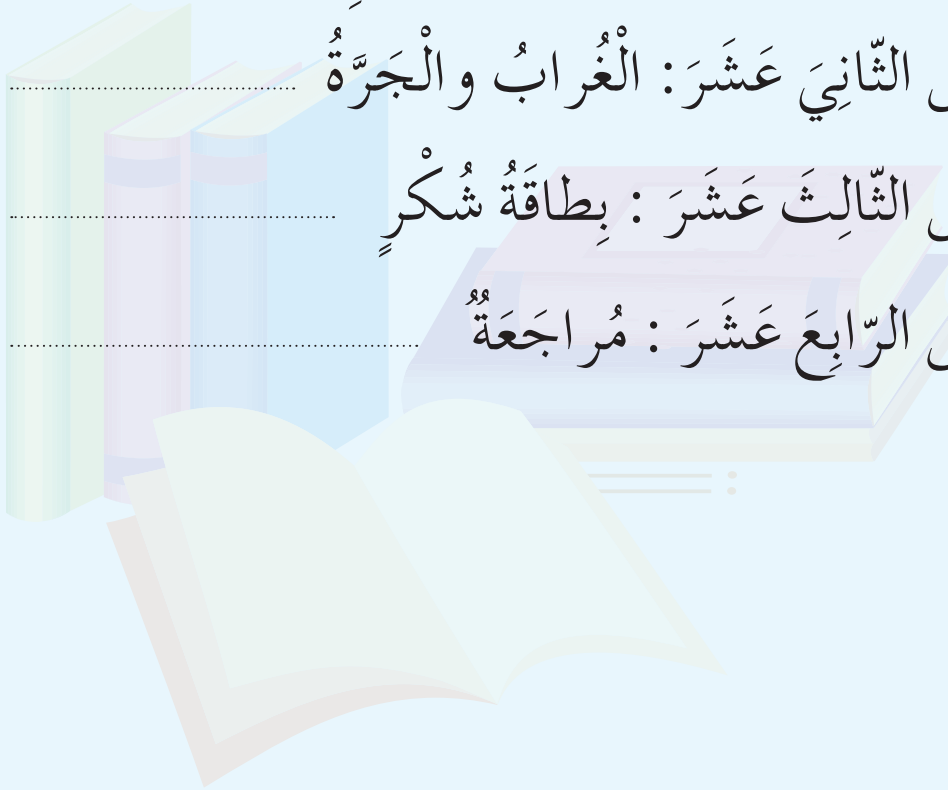 الثّانِيَ عَشَرَ: الْغُرابُ والْجَرَّةُ ........................................
الثّالِثَ عَشَرَ : بِطاقَةُ شُكْرٍ ........................................
الرّابِعَ عَشَرَ : مُراجَعَةٌ ........................................